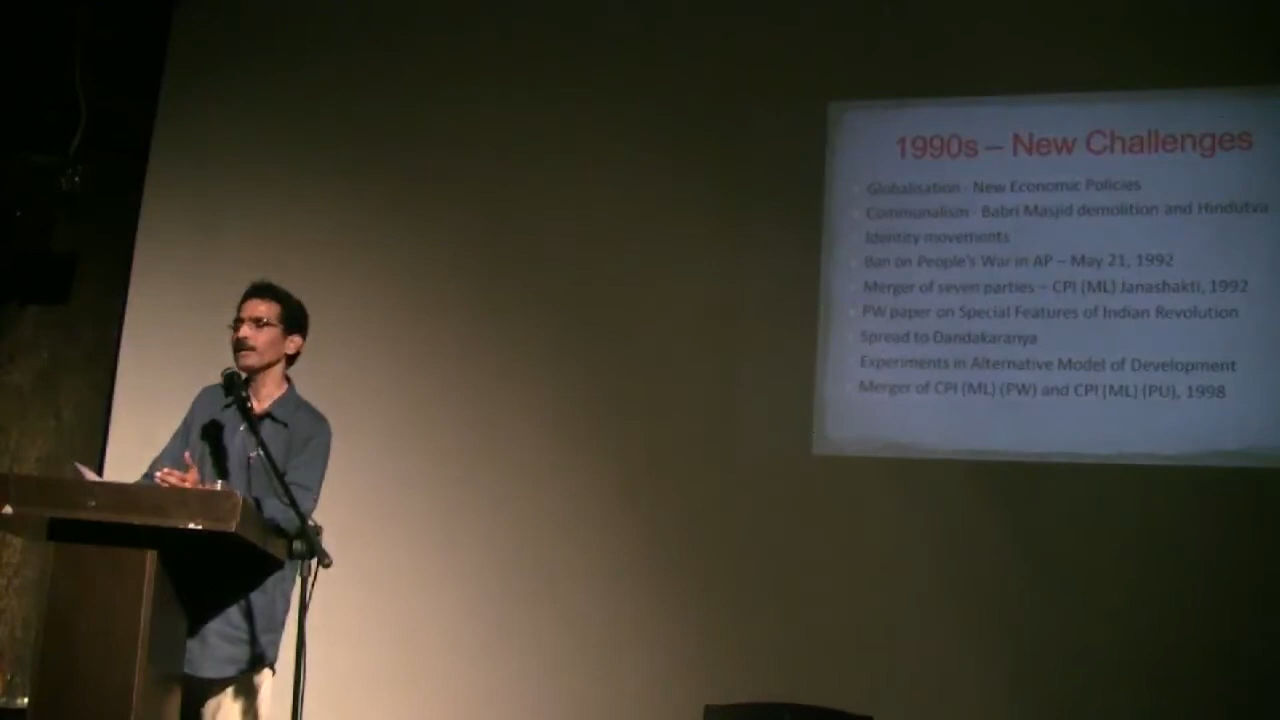 1990s – New Challenges
Globalisation - New Economic Policies
Communalism - Babri Masjid demolition and Hindutva
Identity movements
Ban on People's War in AP – May 21, 1992
Merger of seven parties – CPI (ML) Janashakti, 1992
PW paper on Special Features of Indian Revolution
Spread to Dandakaranya
Experiments in Alternative Model of Development
Merger of CPI (ML) (PW) and CPI (ML) (PU), 1998